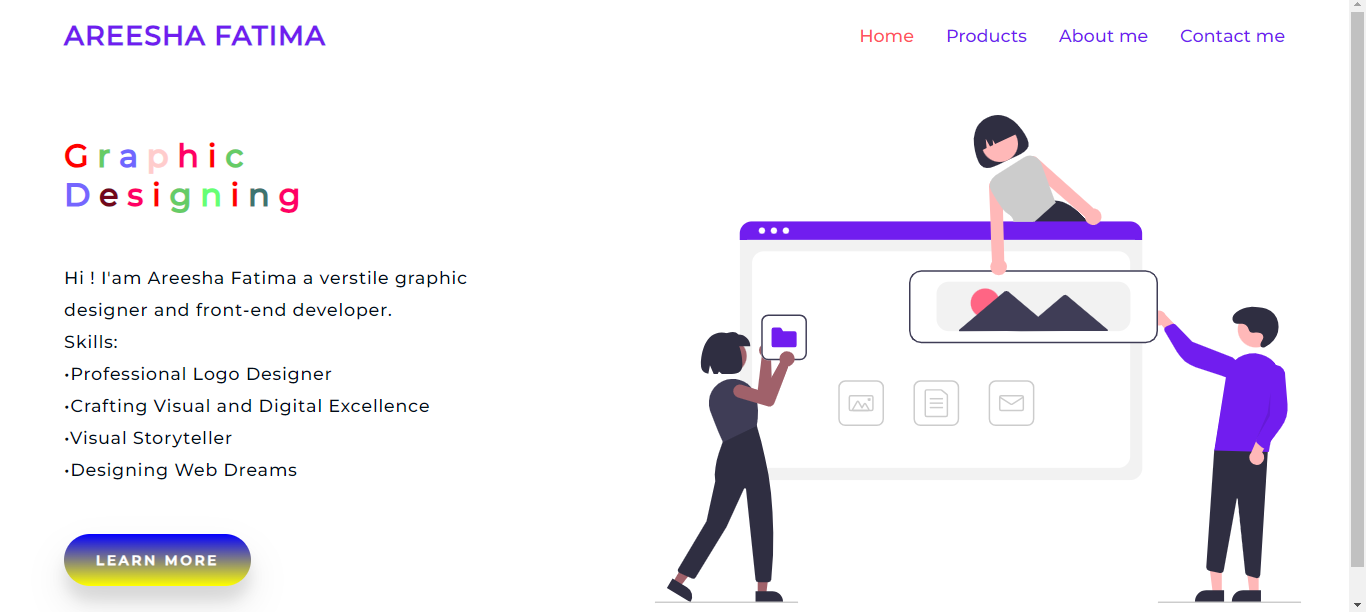 AREESHA FATIMA
Home Products About me Contact me
Graphic
Designing
Hi ! I'am Areesha Fatima a verstile graphic
designer and front-end developer.
Skills:
•Professional Logo Designer
•Crafting Visual and Digital Excellence
•Visual Storyteller
•Designing Web Dreams
LEARN MORE